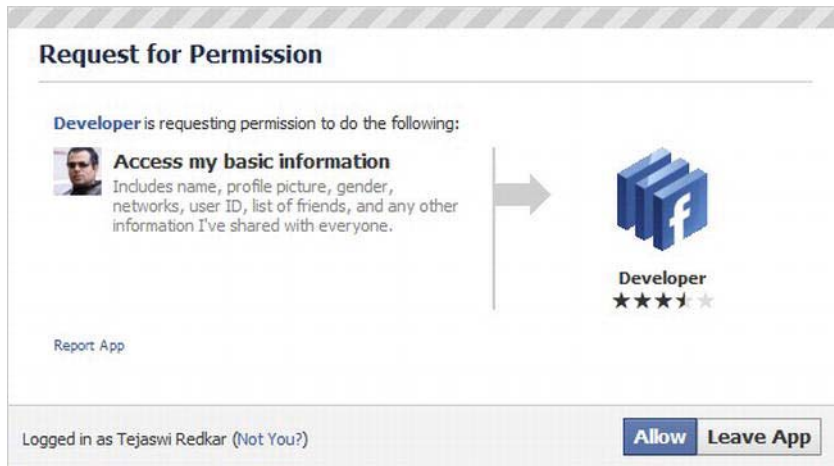 Request for Permission
Developer is requesting permission to do the following:
Access my basic information
Includes name, profile picture, gender,
networks, user ID, list of friends, and any other
information I've shared with everyone.
f
Developer
Report App
Logged in as Tejaswi Redkar (Not You?)
Allow
Leave App